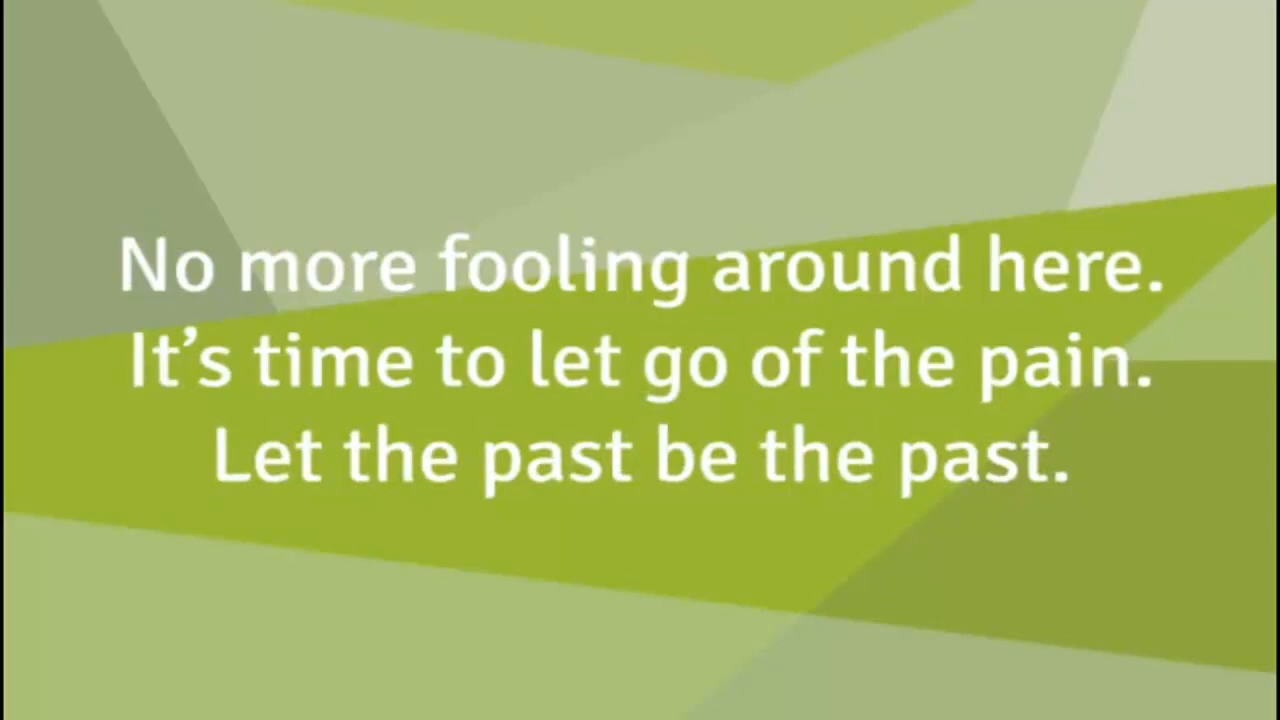 No more fooling around here.
It’s time to let go of the pain.
Let the past be the past.